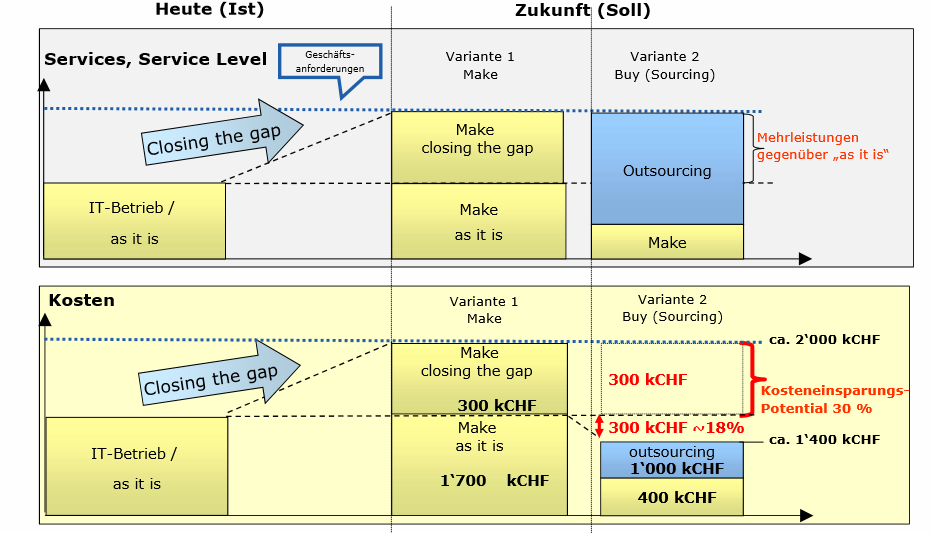 Heute (Ist)
Zukunft (Soll)
Services, Service Level
Geschäfts-
anforderungen
Variante 1
Make
Variante 2
Buy (Sourcing)
Closing the gap
Make
closing the gap
Outsourcing
Mehrleistungen
gegenüber „as it is“
IT-Betrieb /
as it is
Make
as it is
Make
Kosten
Variante 1
Make
Variante 2
Buy (Sourcing)
ca. 2‛000 kCHF
Closing the gap
Make
closing the gap
300 kCHF
300 kCHF
Kosteneinsparungs-
Potential 30 %
IT-Betrieb /
as it is
Make
as it is
1‛700 kCHF
300 kCHF ~18%
ca. 1‛400 kCHF
outsourcing
1‛000 kCHF
400 kCHF